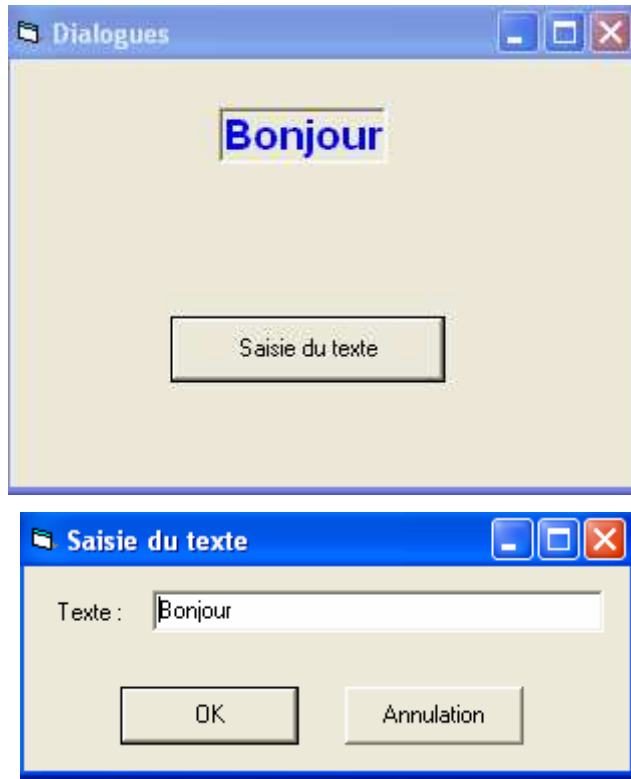 Dialogues
Bonjour
Saisie du texte
Saisie du texte
Texte : Bonjour
OK Annulation